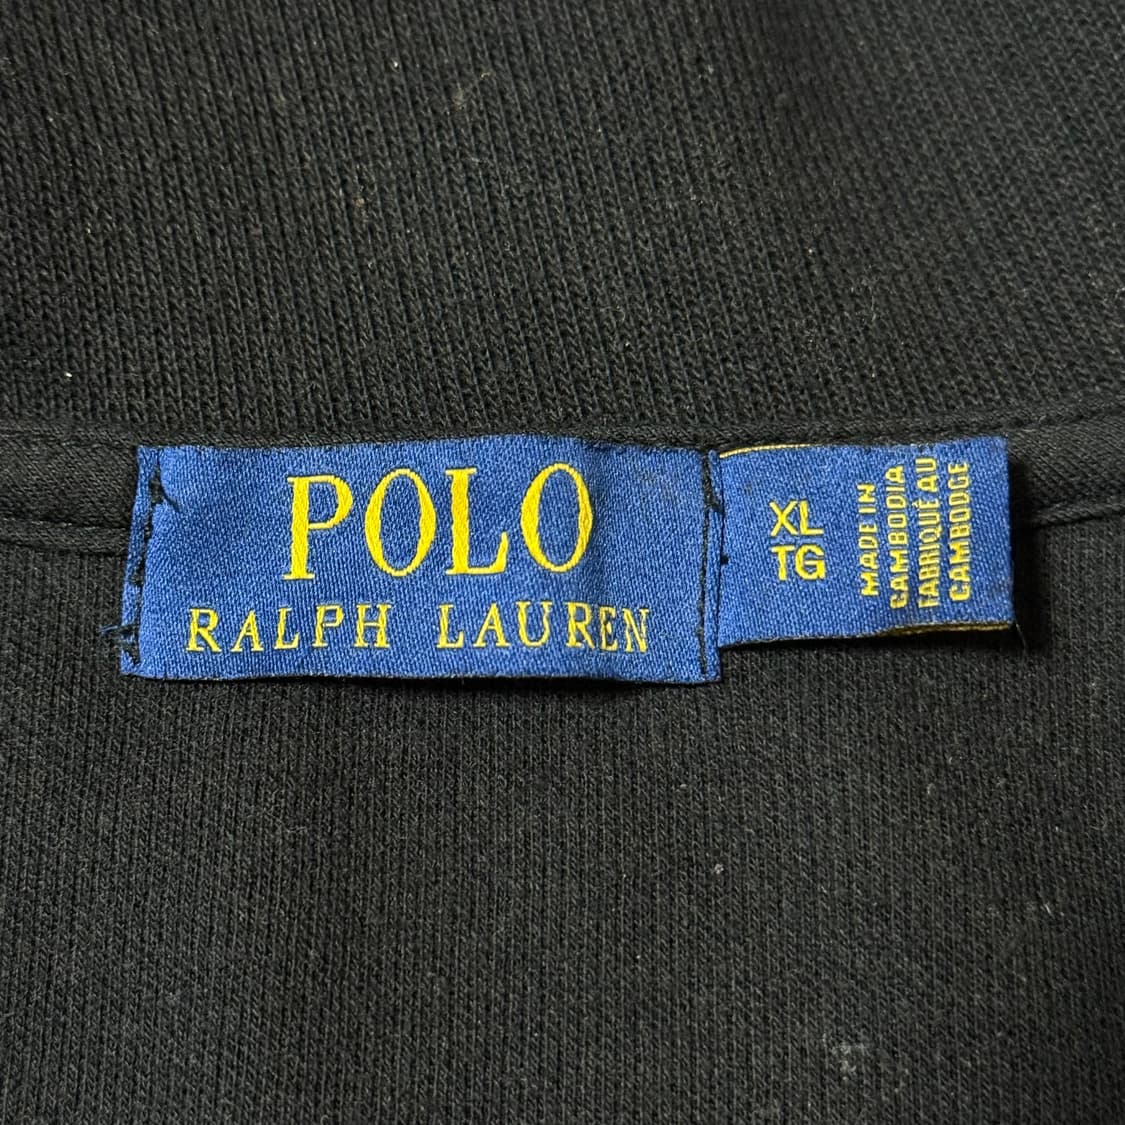 POLO
RALPH LAUREN
XL
TG
MADE IN
CAMBODIA
FABRIQUÉ AU
CAMBODGE